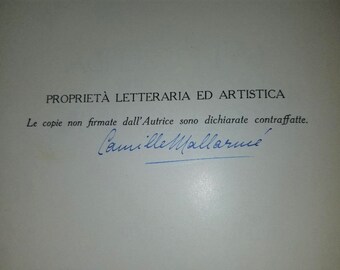 PROPRIETÀ LETTERARIA ED ARTISTICA
Le copie non firmate dall'Autrice sono dichiarate contraffatte.
Camille Mallarmé